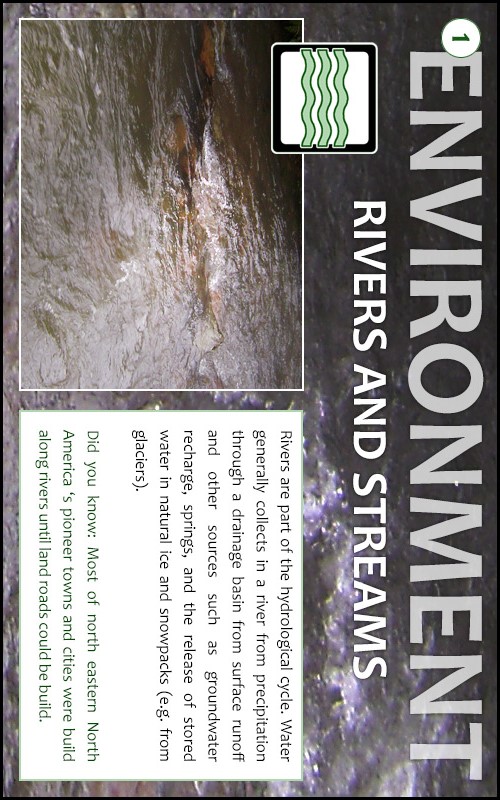 1
ENVIRONMENT
RIVERS AND STREAMS
Rivers are part of the hydrological cycle. Water
generally collects in a river from precipitation
through a drainage basin from surface runoff
and other sources such as groundwater
recharge, springs, and the release of stored
water in natural ice and snowpacks (e.g. from
glaciers).
Did you know: Most of north eastern North
America 's pioneer towns and cities were build
along rivers until land roads could be build.